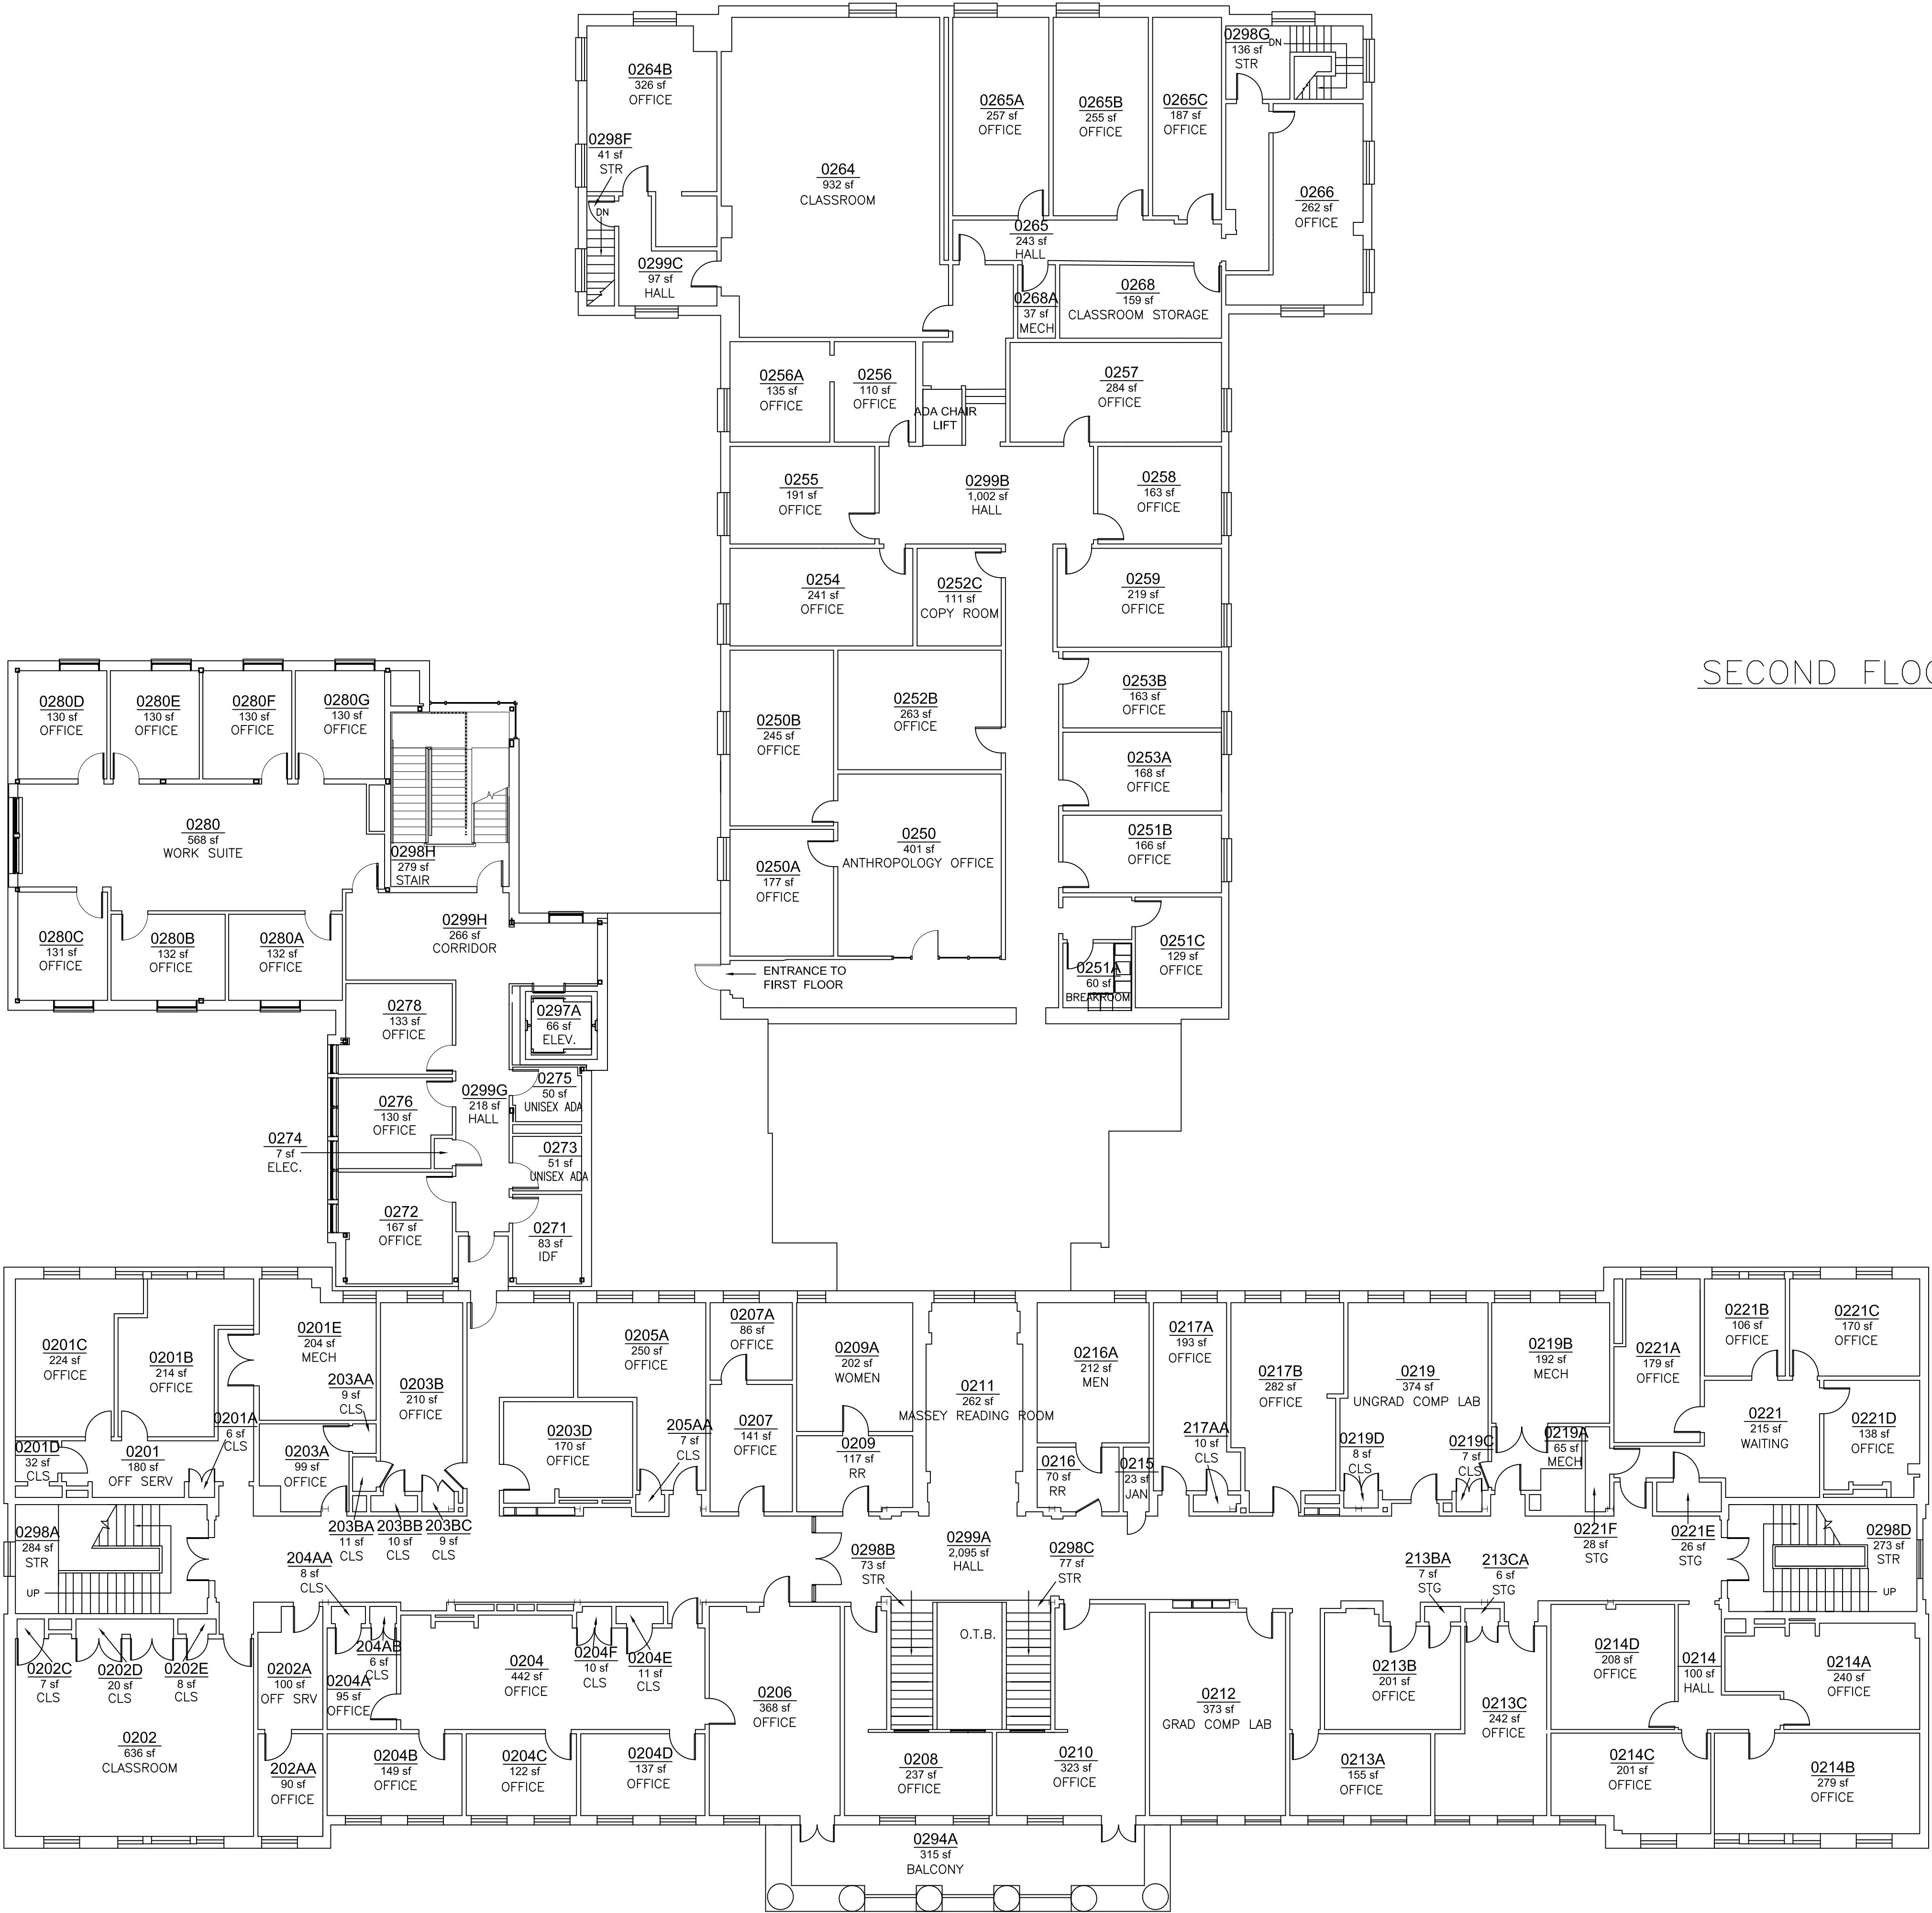 0298G
136 sf
STR
DN
0264B
326 sf
OFFICE
0265A
257 sf
OFFICE
0265B
255 sf
OFFICE
0265C
187 sf
OFFICE
0298F
41 sf
STR
DN
0264
932 sf
CLASSROOM
0266
262 sf
OFFICE
0265
243 sf
HALL
0299C
97 sf
HALL
0268A
37 sf
MECH
0268
159 sf
CLASSROOM STORAGE
0256A
135 sf
OFFICE
0256
110 sf
OFFICE
0257
284 sf
OFFICE
ADA CHAIR
LIFT
0255
191 sf
OFFICE
0299B
1,002 sf
HALL
0258
163 sf
OFFICE
0254
241 sf
OFFICE
0252C
111 sf
COPY ROOM
0259
219 sf
OFFICE
SECOND FLOO
0280D
130 sf
OFFICE
0280E
130 sf
OFFICE
0280F
130 sf
OFFICE
0280G
130 sf
OFFICE
0250B
245 sf
OFFICE
0252B
263 sf
OFFICE
0253B
163 sf
OFFICE
0253A
168 sf
OFFICE
0280
568 sf
WORK SUITE
0298H
279 sf
STAIR
0250A
177 sf
OFFICE
0250
401 sf
ANTHROPOLOGY OFFICE
0251B
166 sf
OFFICE
0280C
131 sf
OFFICE
0280B
132 sf
OFFICE
0280A
132 sf
OFFICE
0299H
266 sf
CORRIDOR
0251C
129 sf
OFFICE
0251A
60 sf
BREAKROOM
ENTRANCE TO
FIRST FLOOR
0278
133 sf
OFFICE
0297A
66 sf
ELEV.
0276
130 sf
OFFICE
0299G
218 sf
HALL
0275
50 sf
UNISEX ADA
0274
7 sf
ELEC.
0273
51 sf
UNISEX ADA
0272
167 sf
OFFICE
0271
83 sf
IDF
0201C
224 sf
OFFICE
0201B
214 sf
OFFICE
0201E
204 sf
MECH
203AA
9 sf
CLS
0203B
210 sf
OFFICE
0205A
250 sf
OFFICE
0207A
86 sf
OFFICE
0209A
202 sf
WOMEN
0211
262 sf
MASSEY READING ROOM
0216A
212 sf
MEN
0217A
193 sf
OFFICE
0217B
282 sf
OFFICE
0219
374 sf
UNGRAD COMP LAB
0219B
192 sf
MECH
0221A
179 sf
OFFICE
0221B
106 sf
OFFICE
0221C
170 sf
OFFICE
0201D
32 sf
CLS
0201
180 sf
OFF SERV
0201A
6 sf
CLS
0203A
99 sf
OFFICE
0203D
170 sf
OFFICE
205AA
7 sf
CLS
0207
141 sf
OFFICE
0209
117 sf
RR
0216
70 sf
RR
0215
23 sf
JAN
217AA
10 sf
CLS
0219D
8 sf
CLS
0219C
7 sf
CLS
0219A
65 sf
MECH
0221
215 sf
WAITING
0221D
138 sf
OFFICE
0298A
284 sf
STR
UP
203BA
11 sf
CLS
203BB
10 sf
CLS
203BC
9 sf
CLS
204AA
8 sf
CLS
0298B
73 sf
STR
0299A
2,095 sf
HALL
0298C
77 sf
STR
213BA
7 sf
STG
213CA
6 sf
STG
0221F
28 sf
STG
0221E
26 sf
STG
0298D
273 sf
STR
UP
0202C
7 sf
CLS
0202D
20 sf
CLS
0202E
8 sf
CLS
0202A
100 sf
OFF SRV
204AB
6 sf
CLS
0204A
95 sf
OFFICE
0204
442 sf
OFFICE
0204F
10 sf
CLS
0204E
11 sf
CLS
0206
368 sf
OFFICE
O.T.B.
0212
373 sf
GRAD COMP LAB
0213B
201 sf
OFFICE
0213C
242 sf
OFFICE
0214D
208 sf
OFFICE
0214
100 sf
HALL
0214A
240 sf
OFFICE
0202
636 sf
CLASSROOM
202AA
90 sf
OFFICE
0204B
149 sf
OFFICE
0204C
122 sf
OFFICE
0204D
137 sf
OFFICE
0208
237 sf
OFFICE
0210
323 sf
OFFICE
0213A
155 sf
OFFICE
0214C
201 sf
OFFICE
0214B
279 sf
OFFICE
0294A
315 sf
BALCONY